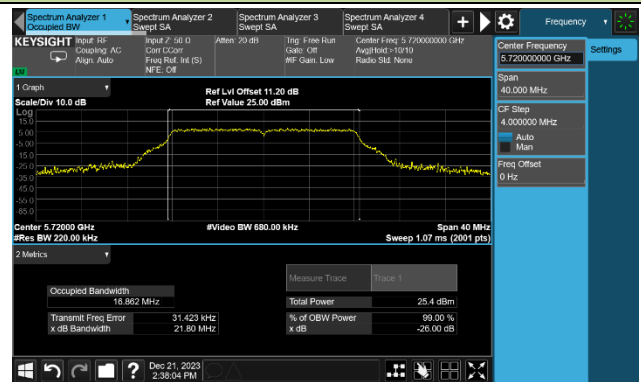 Spectrum Analyzer 1
Occupied BW
Spectrum Analyzer 2
Swept SA
Spectrum Analyzer 3
Swept SA
Spectrum Analyzer 4
Swept SA
Frequency
KEYSIGHT
Input: RF
Coupling: AC
Align: Auto
Input Z: 50 Ω
Corr CCorr
Freq Ref: Int (S)
NFE: Off
Atten: 20 dB
Trig: Free Run
Gate: Off
#IF Gain: Low
Center Freq: 5.720000000 GHz
Avg|Hold:>10/10
Radio Std: None
Center Frequency
5.720000000 GHz
Settings
Span
40.000 MHz
CF Step
4.000000 MHz
Auto
Man
Freq Offset
0 Hz
1 Graph
Scale/Div 10.0 dB
Ref Lvl Offset 11.20 dB
Ref Value 25.00 dBm
Log
15.0
5.00
-5.00
-15.0
-25.0
-35.0
-45.0
-55.0
-65.0
Center 5.72000 GHz
#Res BW 220.00 kHz
#Video BW 680.00 kHz
Span 40 MHz
Sweep 1.07 ms (2001 pts)
2 Metrics
Measure Trace
Trace 1
Occupied Bandwidth
18.862 MHz
Total Power
25.4 dBm
Transmit Freq Error
31.423 kHz
% of OBW Power
99.00 %
x dB Bandwidth
21.80 MHz
x dB
-26.00 dB
Dec 21, 2023
2:38:04 PM